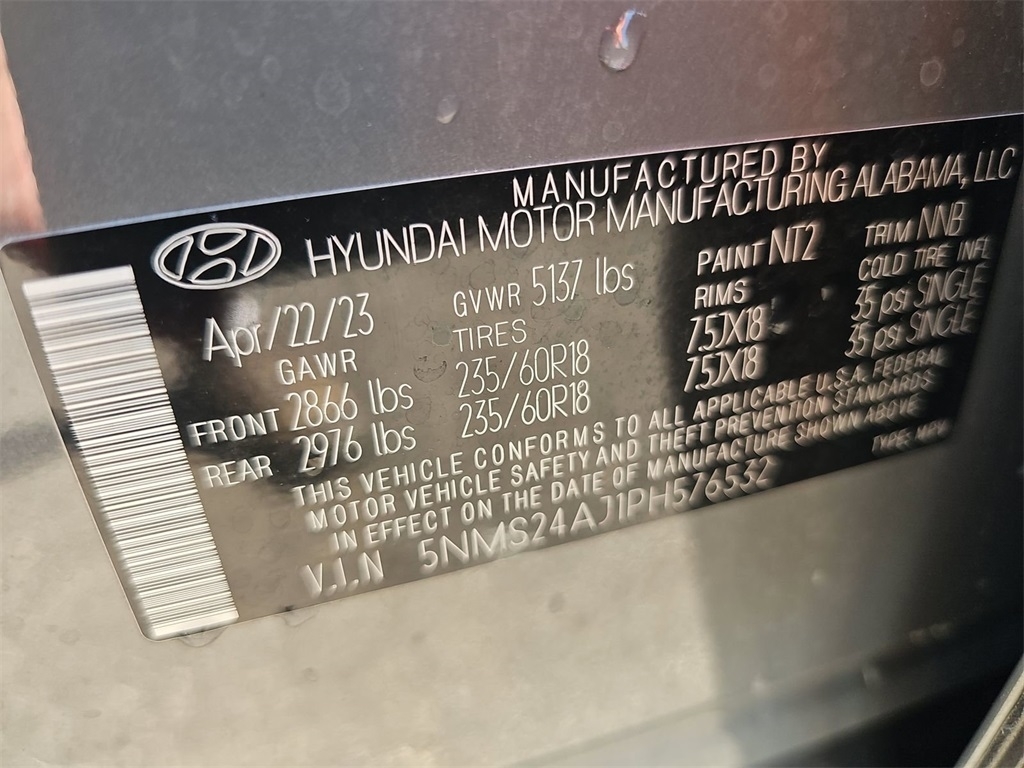 MANUFACTURED BY
HYUNDAI MOTOR MANUFACTURING ALABAMA, LLC
Apr/22/23 GVWR 5137 lbs PAINT NT2 TRIM NNB
GAWR TIRES RIMS COLD TIRE INFL
FRONT 2866 lbs 235/60R18 7.5JX18 35 psi SINGLE
REAR 2976 lbs 235/60R18 7.5JX18 35 psi SINGLE
THIS VEHICLE CONFORMS TO ALL APPLICABLE U.S.A. FEDERAL
MOTOR VEHICLE SAFETY AND THEFT PREVENTION STANDARDS
IN EFFECT ON THE DATE OF MANUFACTURE SHOWN ABOVE
V.I.N 5NMS24AJ1PH576532 TYPE: MPV